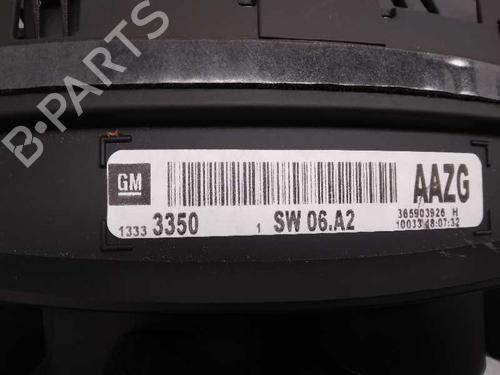 B-PARTS
GM
AAZG
365903926 H
1333 3350 1 SW 06.A2
10033 18:07:32